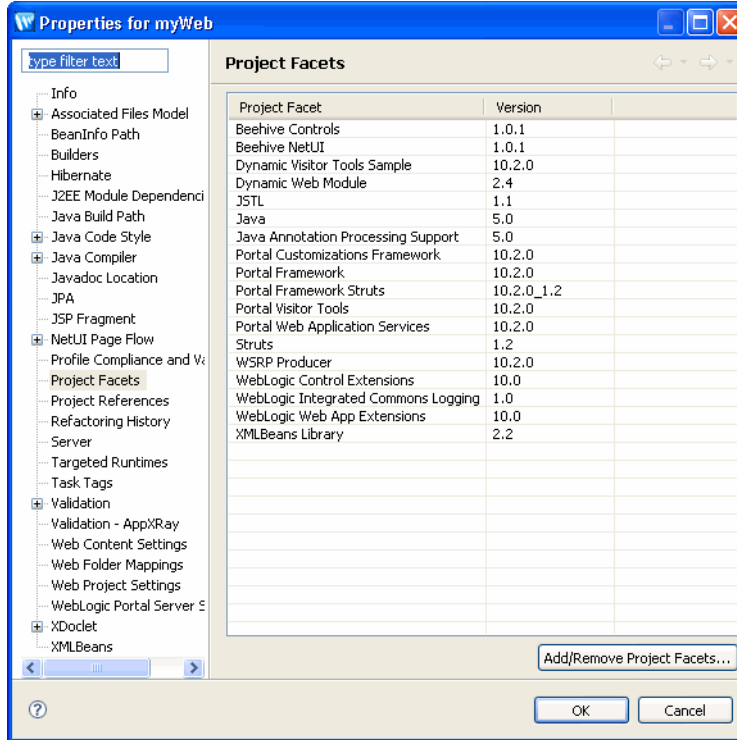 Properties for myWeb
type filter text
Project Facets
Info
Associated Files Model
BeanInfo Path
Builders
Hibernate
J2EE Module Dependenci
Java Build Path
Java Code Style
Java Compiler
Javadoc Location
JPA
JSP Fragment
NetUI Page Flow
Profile Compliance and Va
Project Facets
Project References
Refactoring History
Server
Targeted Runtimes
Task Tags
Validation
Validation - AppXRay
Web Content Settings
Web Folder Mappings
Web Project Settings
WebLogic Portal Server S
XDoclet
XMLBeans
Project Facet Version
Beehive Controls 1.0.1
Beehive NetUI 1.0.1
Dynamic Visitor Tools Sample 10.2.0
Dynamic Web Module 2.4
JSTL 1.1
Java 5.0
Java Annotation Processing Support 5.0
Portal Customizations Framework 10.2.0
Portal Framework 10.2.0
Portal Framework Struts 10.2.0_1.2
Portal Visitor Tools 10.2.0
Portal Web Application Services 10.2.0
Struts 1.2
WSRP Producer 10.2.0
WebLogic Control Extensions 10.0
WebLogic Integrated Commons Logging 1.0
WebLogic Web App Extensions 10.0
XMLBeans Library 2.2
Add/Remove Project Facets...
OK Cancel